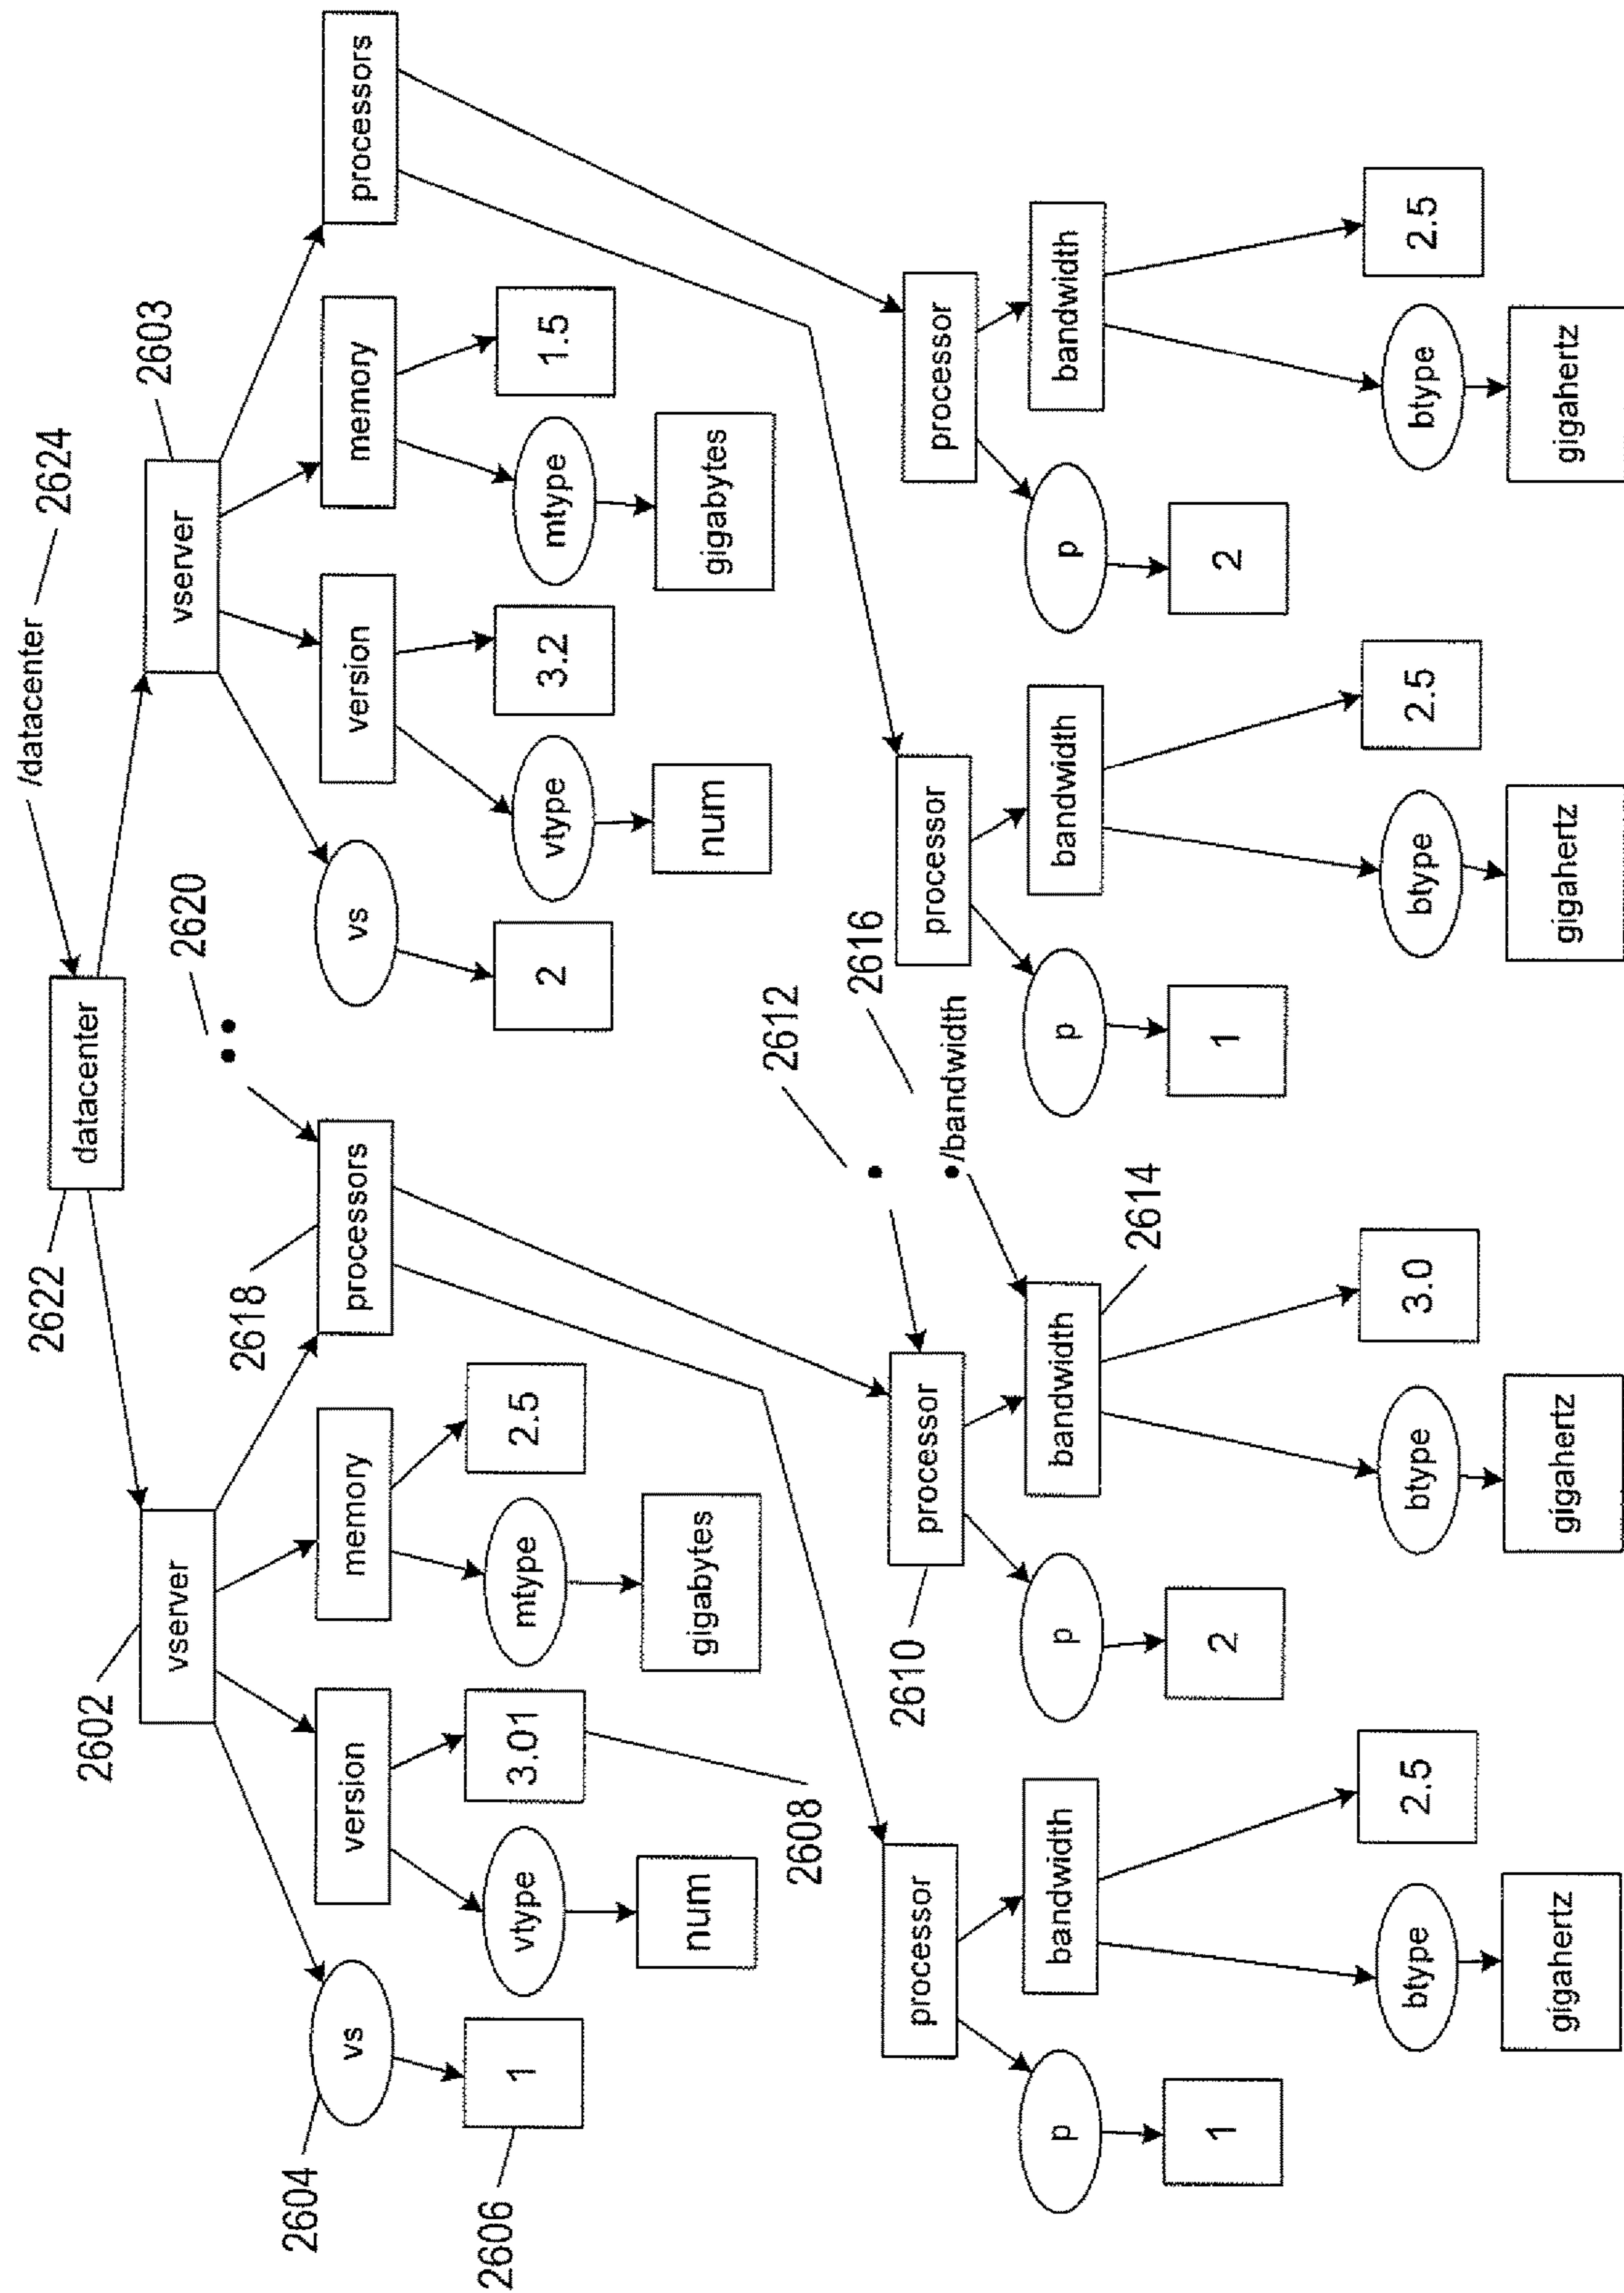 /datacenter
2624
2622
datacenter
2602
vserver
2603
vserver
2620
••
2604
vs
version
memory
2618
processors
vs
version
memory
processors
2606
1
vtype
3.01
mtype
2.5
2
vtype
3.2
mtype
1.5
num
gigabytes
num
gigabytes
2608
2612
•
2616
processor
2610
processor
processor
processor
•/bandwidth
p
bandwidth
p
bandwidth
2614
p
bandwidth
p
bandwidth
1
2
1
2
btype
2.5
btype
3.0
btype
2.5
btype
2.5
gigahertz
gigahertz
gigahertz
gigahertz